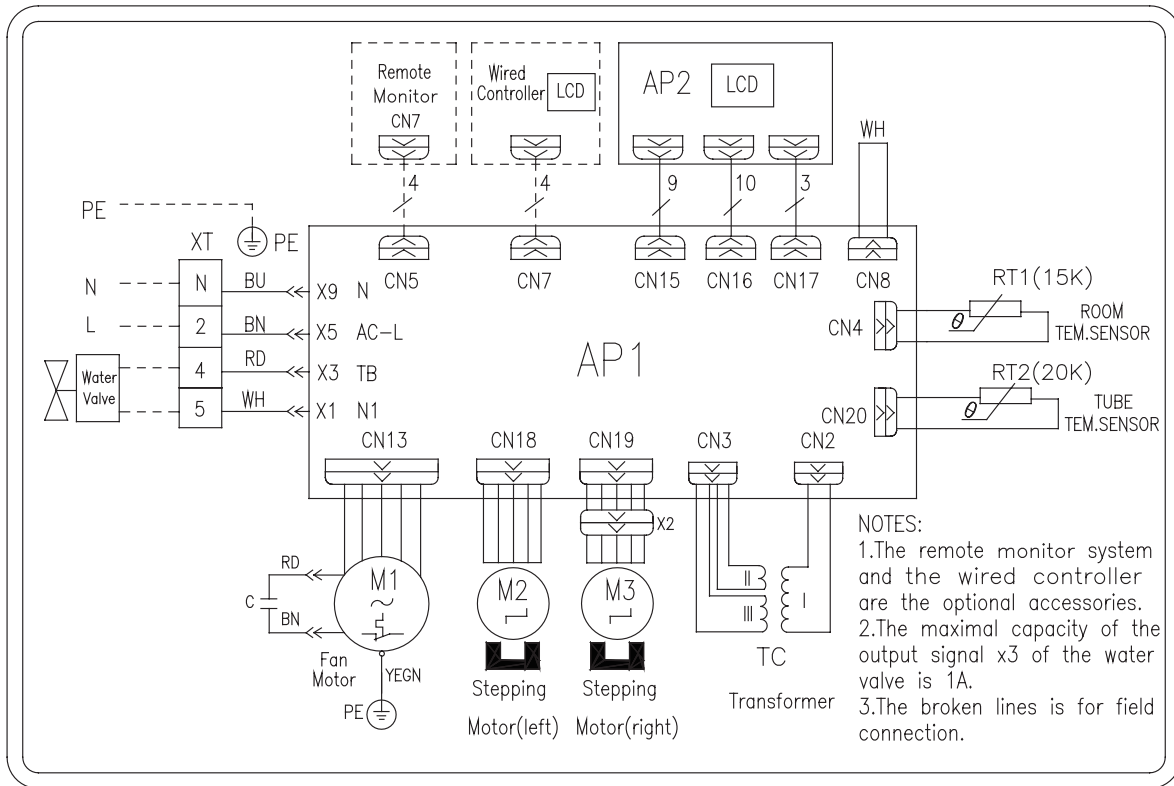 Remote
Monitor
CN7
Wired
Controller
LCD
AP2
LCD
WH
4
4
9
10
3
PE
XT
PE
CN5
CN7
CN15
CN16
CN17
CN8
N
N
BU
X9 N
L
2
BN
X5 AC-L
Water
Valve
4
RD
X3 TB
5
WH
X1 N1
AP1
CN4
RT1(15K)
θ
ROOM
TEM.SENSOR
CN20
RT2(20K)
θ
TUBE
TEM.SENSOR
CN13
CN18
CN19
CN3
CN2
X2
RD
C
BN
M1
Fan
Motor
YEGN
PE
M2
Stepping
Motor(left)
M3
Stepping
Motor(right)
II
III
I
TC
Transformer
NOTES:
1.The remote monitor system
and the wired controller
are the optional accessories.
2.The maximal capacity of the
output signal x3 of the water
valve is 1A.
3.The broken lines is for field
connection.